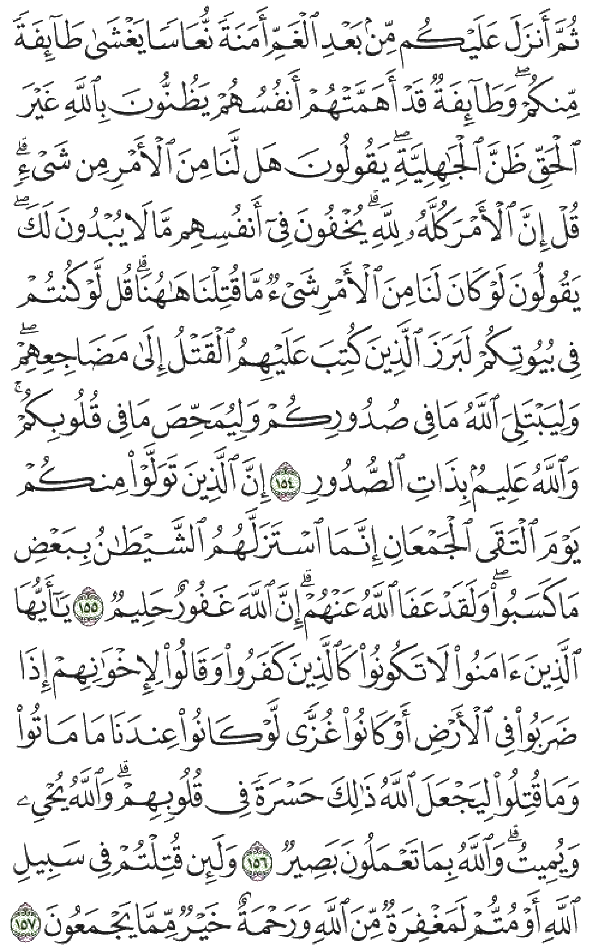 ثُمَّ أَنزَلَ عَلَيْكُم مِّنۢ بَعْدِ ٱلْغَمِّ أَمَنَةً نُّعَاسًا يَغْشَىٰ طَآئِفَةً
مِّنكُمْ ۖ وَطَآئِفَةٌ قَدْ أَهَمَّتْهُمْ أَنفُسُهُمْ يَظُنُّونَ بِٱللَّهِ غَيْرَ
ٱلْحَقِّ ظَنَّ ٱلْجَٰهِلِيَّةِ ۖ يَقُولُونَ هَل لَّنَا مِنَ ٱلْأَمْرِ مِن شَىْءٍ ۗ
قُلْ إِنَّ ٱلْأَمْرَ كُلَّهُۥ لِلَّهِ ۗ يُخْفُونَ فِىٓ أَنفُسِهِم مَّا لَا يُبْدُونَ لَكَ ۖ
يَقُولُونَ لَوْ كَانَ لَنَا مِنَ ٱلْأَمْرِ شَىْءٌ مَّا قُتِلْنَا هَٰهُنَا ۗ قُل لَّوْ كُنتُمْ
فِى بُيُوتِكُمْ لَبَرَزَ ٱلَّذِينَ كُتِبَ عَلَيْهِمُ ٱلْقَتْلُ إِلَىٰ مَضَاجِعِهِمْ ۖ
وَلِيَبْتَلِىَ ٱللَّهُ مَا فِى صُدُورِكُمْ وَلِيُمَحِّصَ مَا فِى قُلُوبِكُمْ ۗ
وَٱللَّهُ عَلِيمٌۢ بِذَاتِ ٱلصُّدُورِ ١٥٤ إِنَّ ٱلَّذِينَ تَوَلَّوْا۟ مِنكُمْ
يَوْمَ ٱلْتَقَى ٱلْجَمْعَانِ إِنَّمَا ٱسْتَزَلَّهُمُ ٱلشَّيْطَٰنُ بِبَعْضِ
مَا كَسَبُوا۟ ۖ وَلَقَدْ عَفَا ٱللَّهُ عَنْهُمْ ۗ إِنَّ ٱللَّهَ غَفُورٌ حَلِيمٌ ١٥٥ يَٰٓأَيُّهَا
ٱلَّذِينَ ءَامَنُوا۟ لَا تَكُونُوا۟ كَٱلَّذِينَ كَفَرُوا۟ وَقَالُوا۟ لِإِخْوَٰنِهِمْ إِذَا
ضَرَبُوا۟ فِى ٱلْأَرْضِ أَوْ كَانُوا۟ غُزًّى لَّوْ كَانُوا۟ عِندَنَا مَا مَاتُوا۟
وَمَا قُتِلُوا۟ لِيَجْعَلَ ٱللَّهُ ذَٰلِكَ حَسْرَةً فِى قُلُوبِهِمْ ۗ وَٱللَّهُ يُحْىِۦ
وَيُمِيتُ ۗ وَٱللَّهُ بِمَا تَعْمَلُونَ بَصِيرٌ ١٥٦ وَلَئِن قُتِلْتُمْ فِى سَبِيلِ
ٱللَّهِ أَوْ مُتُّمْ لَمَغْفِرَةٌ مِّنَ ٱللَّهِ وَرَحْمَةٌ خَيْرٌ مِّمَّا يَجْمَعُونَ ١٥٧